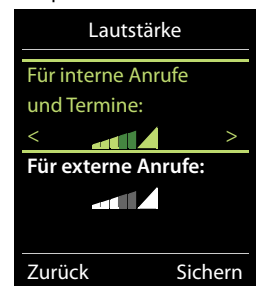 Lautstärke
Für interne Anrufe
und Termine:
< >
Für externe Anrufe:
Zurück Sichern